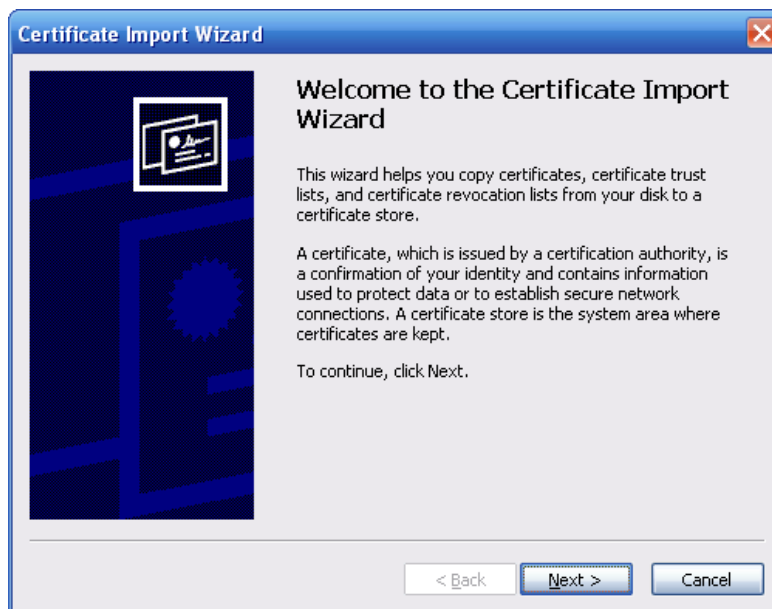 Certificate Import Wizard
Welcome to the Certificate Import
Wizard
This wizard helps you copy certificates, certificate trust
lists, and certificate revocation lists from your disk to a
certificate store.
A certificate, which is issued by a certification authority, is
a confirmation of your identity and contains information
used to protect data or to establish secure network
connections. A certificate store is the system area where
certificates are kept.
To continue, click Next.
< Back Next > Cancel